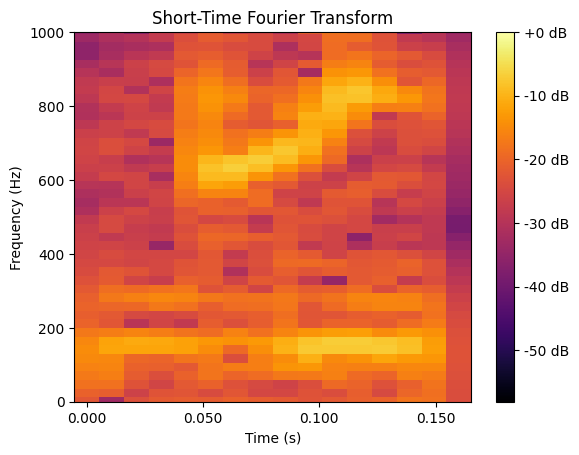 Short-Time Fourier Transform
1000
800
600
400
200
0
Frequency (Hz)
0.000
0.050
0.100
0.150
Time (s)
+0 dB
-10 dB
-20 dB
-30 dB
-40 dB
-50 dB